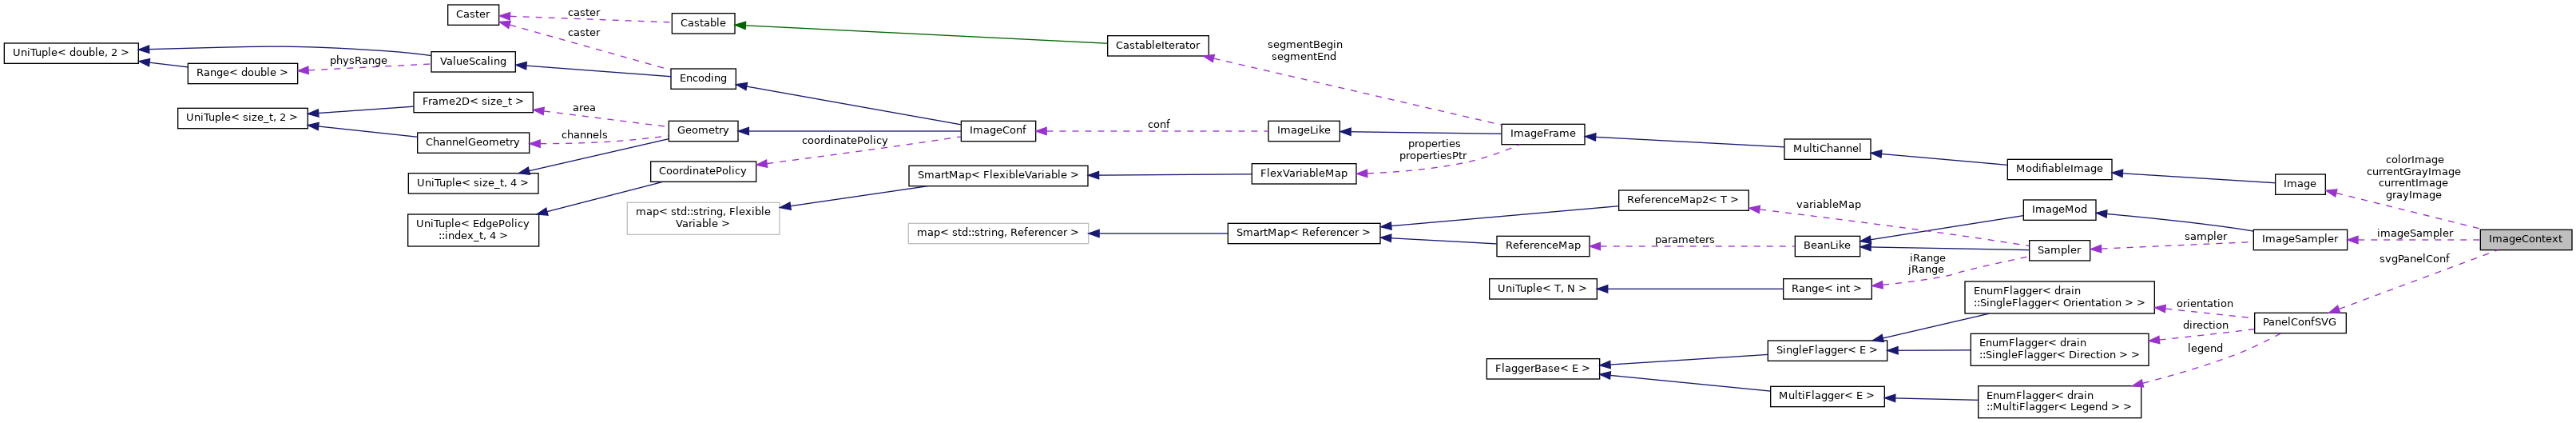 Caster
caster
Castable
caster
CastableIterator
segmentBegin
segmentEnd
UniTuple< double, 2 >
Range< double >
physRange
ValueScaling
Encoding
UniTuple< size_t, 2 >
Frame2D< size_t >
area
ChannelGeometry
channels
Geometry
UniTuple< size_t, 4 >
ImageConf
conf
ImageLike
ImageFrame
MultiChannel
ModifiableImage
Image
colorImage
currentGrayImage
currentImage
grayImage
coordinatePolicy
CoordinatePolicy
UniTuple< EdgePolicy
::index_t, 4 >
properties
propertiesPtr
FlexVariableMap
SmartMap< FlexibleVariable >
map< std::string, Flexible
Variable >
map< std::string, Referencer >
SmartMap< Referencer >
ReferenceMap2< T >
variableMap
ReferenceMap
parameters
BeanLike
ImageMod
Sampler
sampler
ImageSampler
imageSampler
ImageContext
iRange
jRange
UniTuple< T, N >
Range< int >
svgPanelConf
EnumFlagger< drain
::SingleFlagger< Orientation > >
orientation
PanelConfSVG
direction
EnumFlagger< drain
::SingleFlagger< Direction > >
legend
SingleFlagger< E >
FlaggerBase< E >
MultiFlagger< E >
EnumFlagger< drain
::MultiFlagger< Legend > >